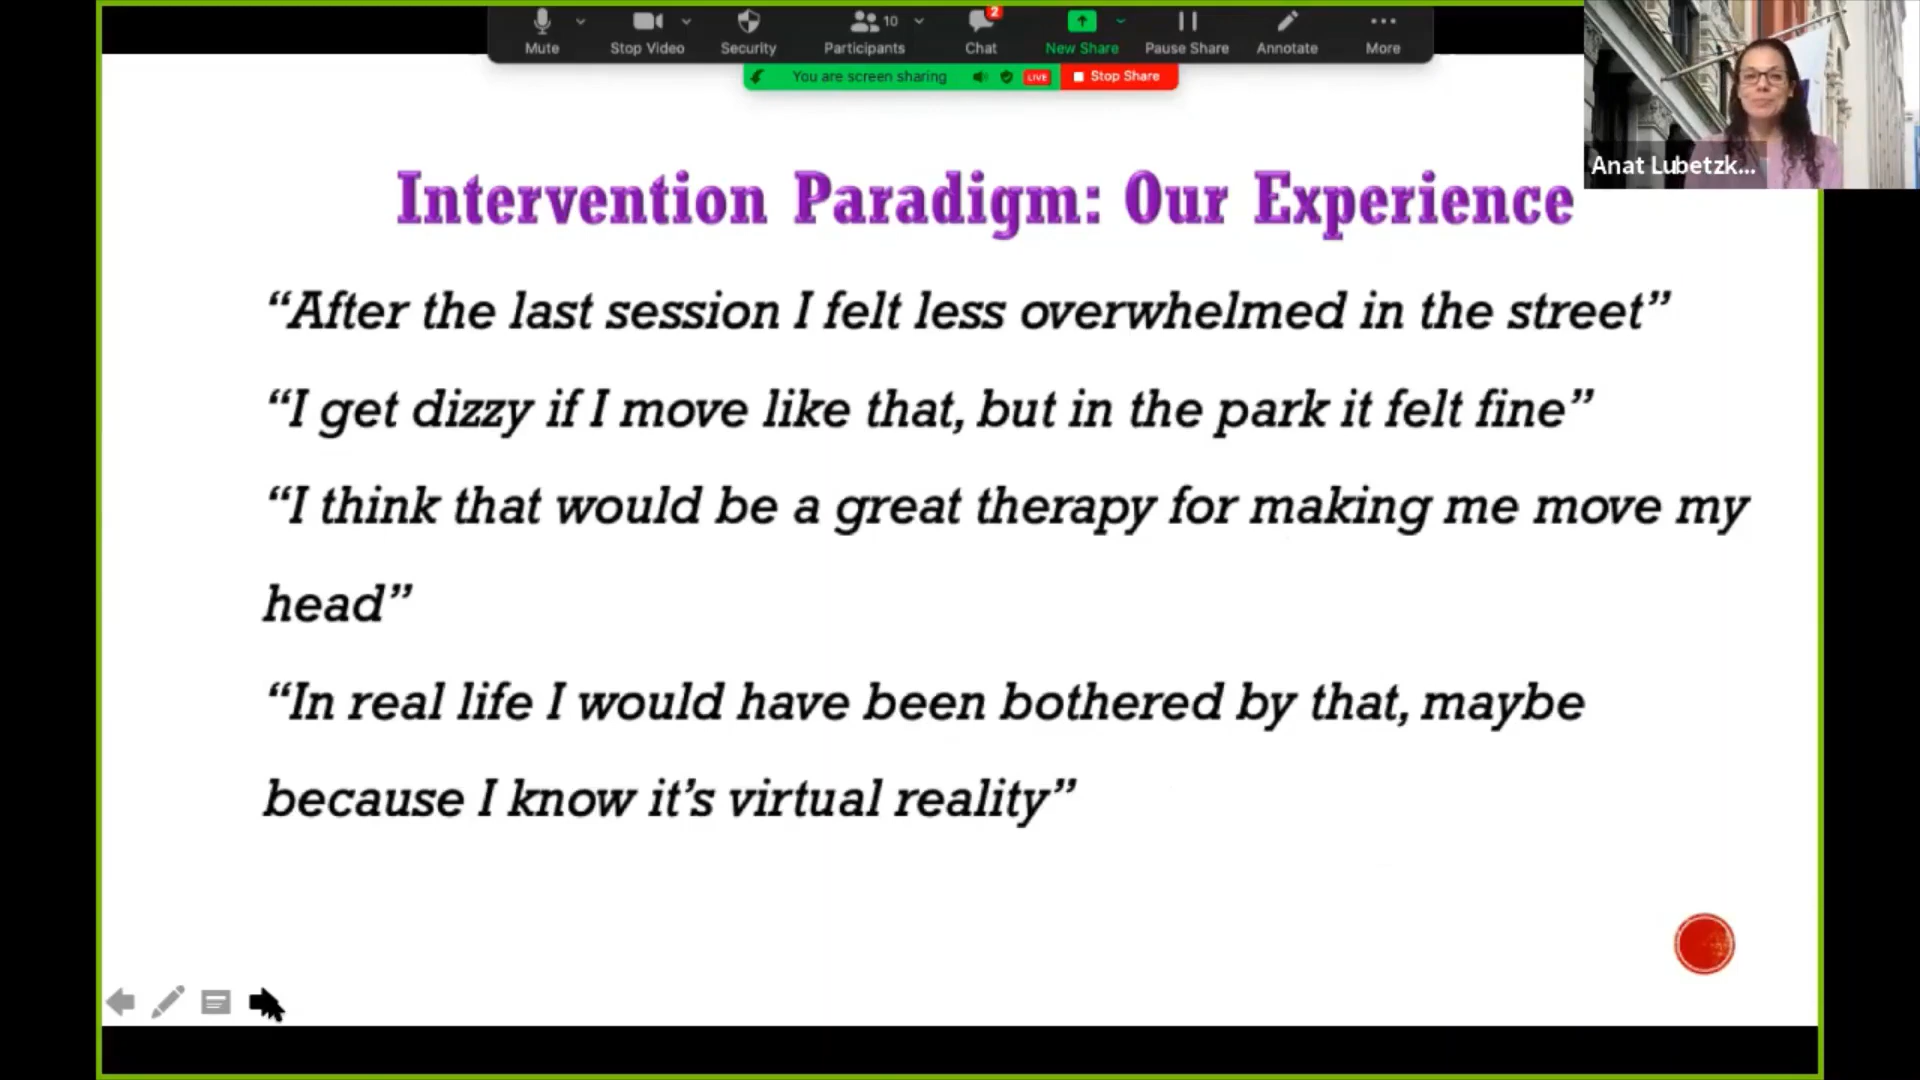 Mute
Stop Video
Security
10
Participants
2
Chat
New Share
Pause Share
Annotate
More
You are screen sharing
LIVE
Stop Share
Anat Lubetzk...
Intervention Paradigm: Our Experience
“After the last session I felt less overwhelmed in the street”
“I get dizzy if I move like that, but in the park it felt fine”
“I think that would be a great therapy for making me move my
head”
“In real life I would have been bothered by that, maybe
because I know it’s virtual reality”